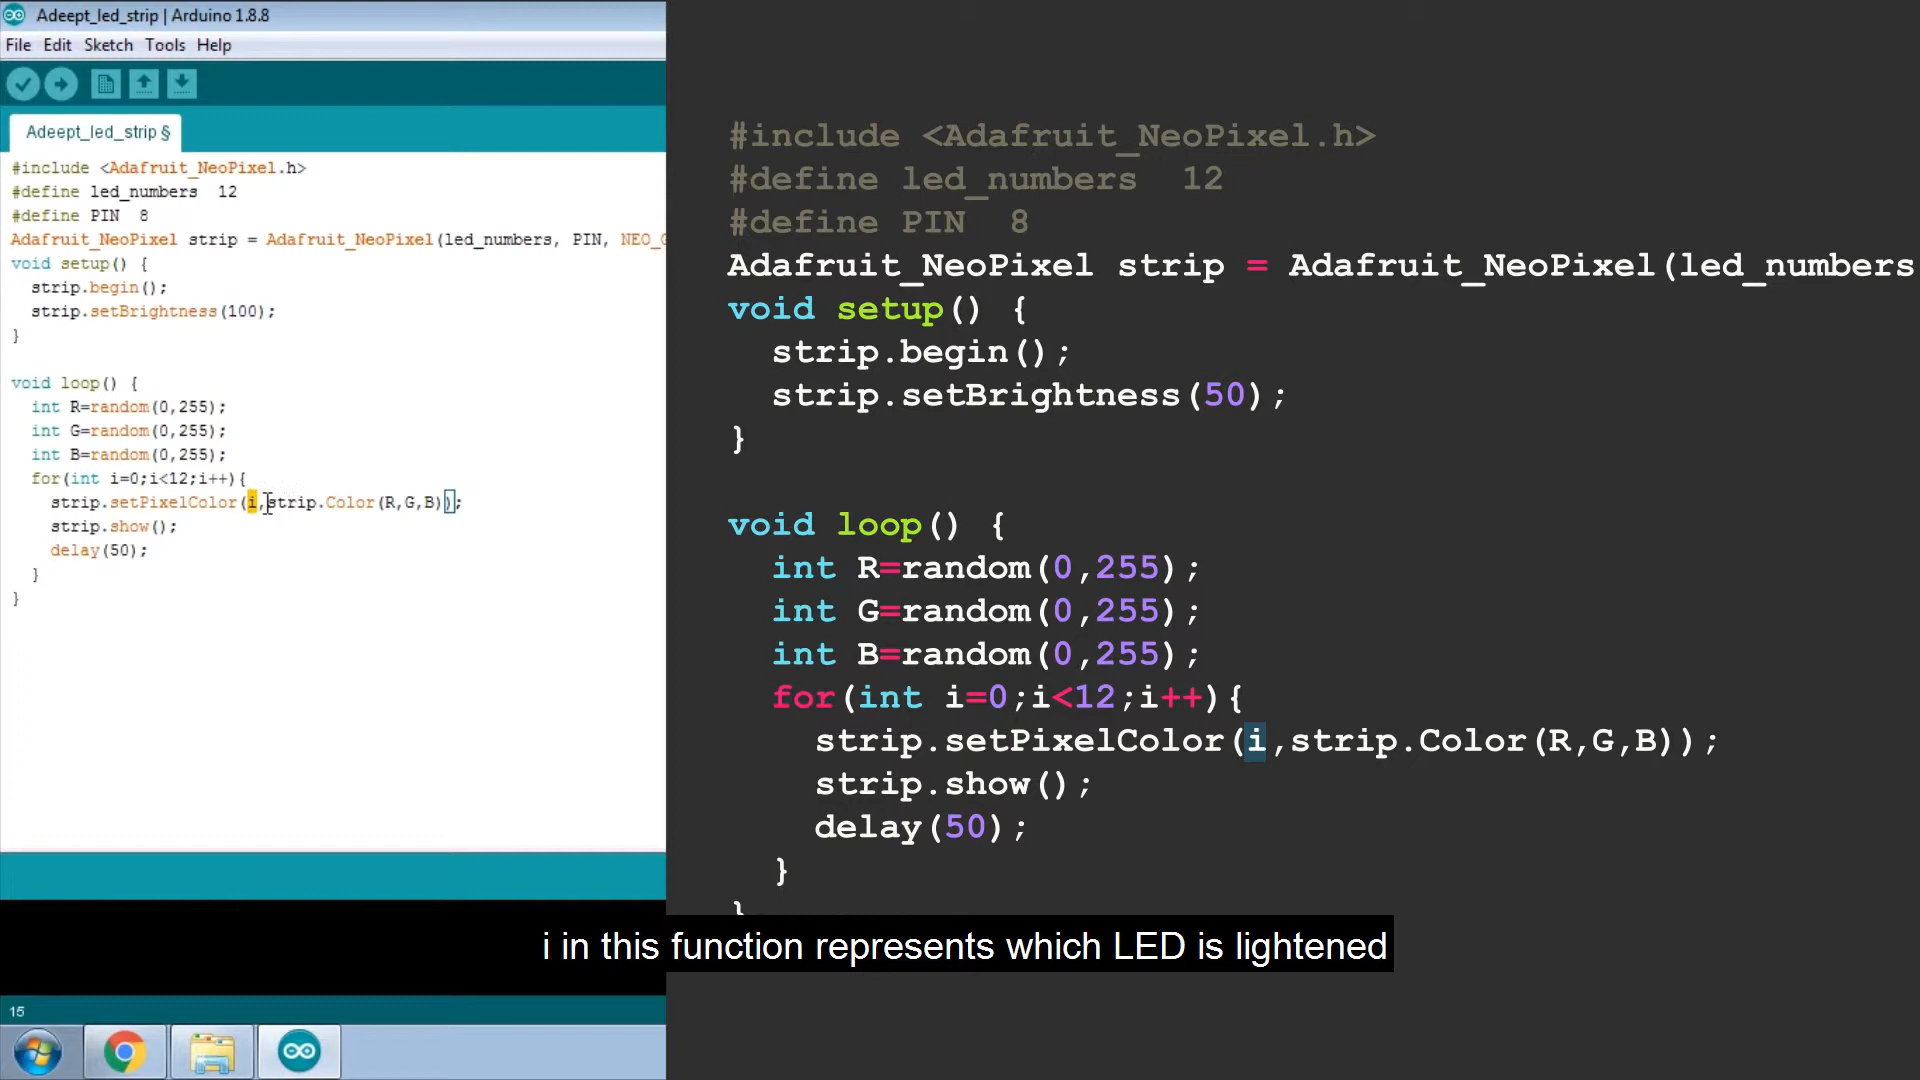 Adeept_led_strip | Arduino 1.8.8
File Edit Sketch Tools Help
Adeept_led_strip §
#include <Adafruit_NeoPixel.h>
#define led_numbers  12
#define PIN  8
Adafruit_NeoPixel strip = Adafruit_NeoPixel(led_numbers, PIN, NEO_G
void setup() {
  strip.begin();
  strip.setBrightness(100);
}
void loop() {
  int R=random(0,255);
  int G=random(0,255);
  int B=random(0,255);
  for(int i=0;i<12;i++){
    strip.setPixelColor(i,strip.Color(R,G,B));
    strip.show();
    delay(50);
  }
}
15
#include <Adafruit_NeoPixel.h>
#define led_numbers  12
#define PIN  8
Adafruit_NeoPixel strip = Adafruit_NeoPixel(led_numbers
void setup() {
  strip.begin();
  strip.setBrightness(50);
}
void loop() {
  int R=random(0,255);
  int G=random(0,255);
  int B=random(0,255);
  for(int i=0;i<12;i++){
    strip.setPixelColor(i,strip.Color(R,G,B));
    strip.show();
    delay(50);
  }
}
i in this function represents which LED is lightened